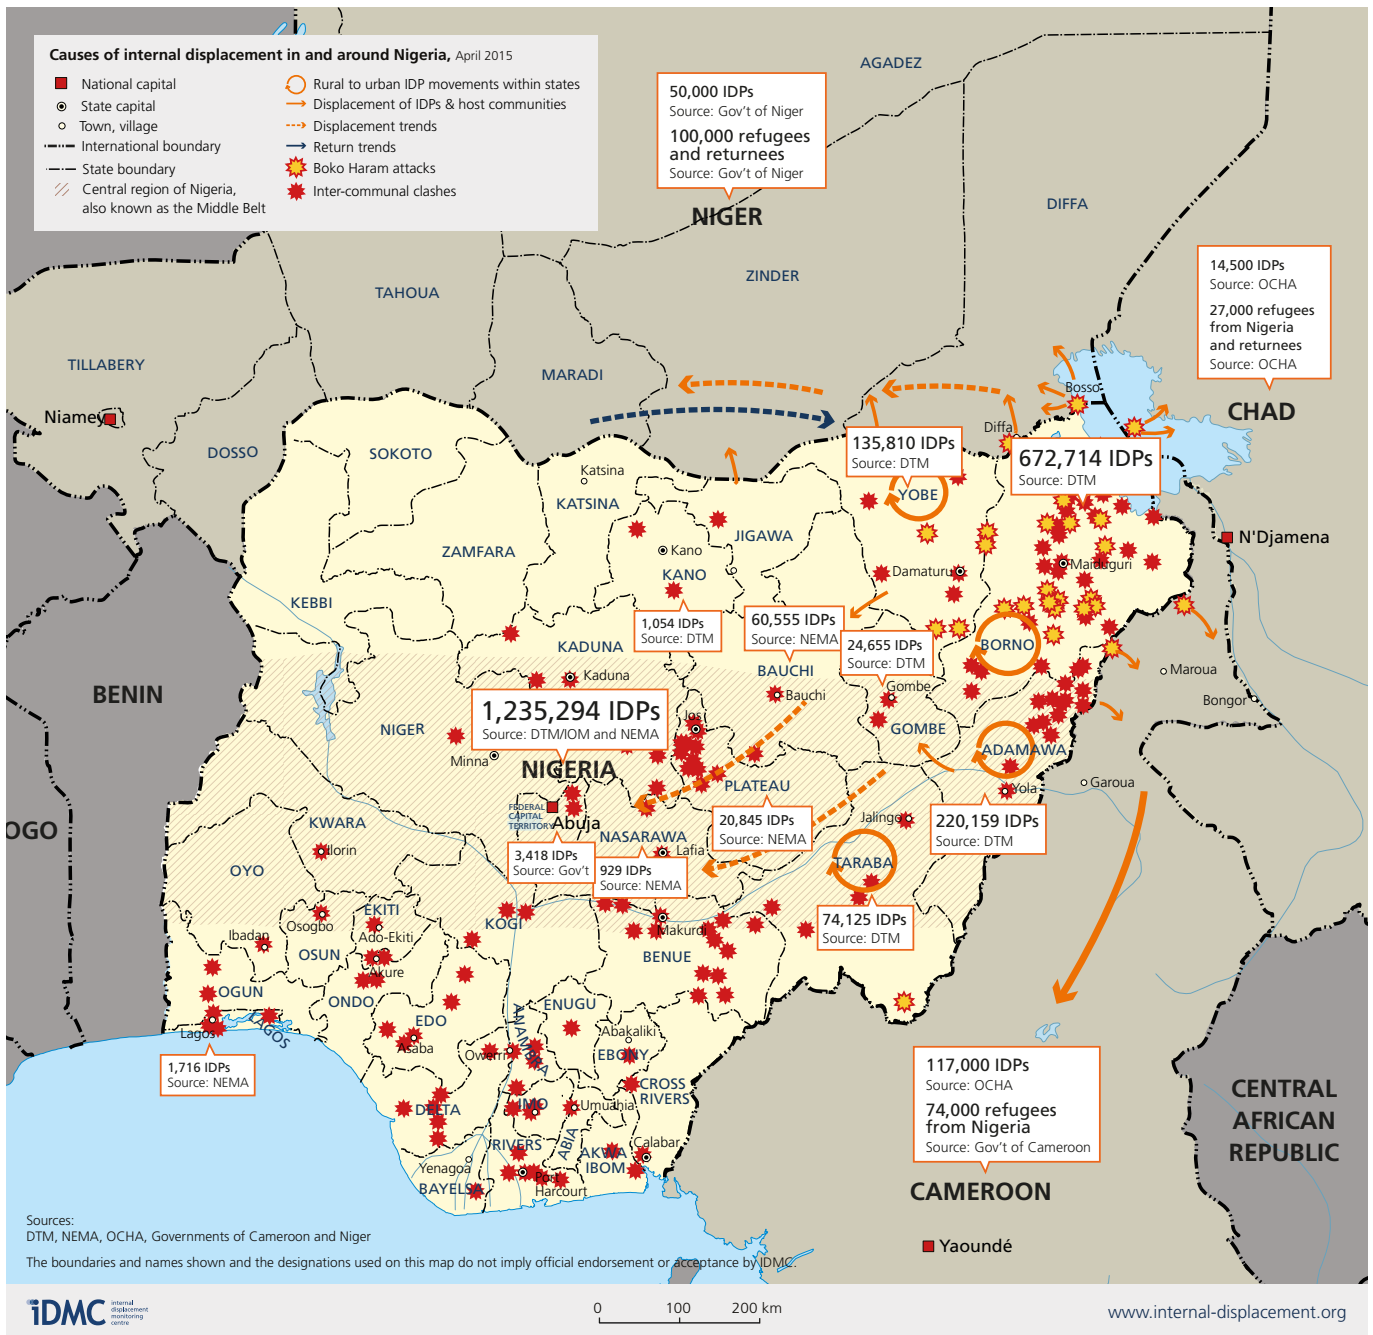 Causes of internal displacement in and around Nigeria, April 2015
National capital
State capital
Town, village
International boundary
State boundary
Central region of Nigeria,
also known as the Middle Belt
Rural to urban IDP movements within states
Displacement of IDPs & host communities
Displacement trends
Return trends
Boko Haram attacks
Inter-communal clashes
AGADEZ
50,000 IDPs
Source: Gov't of Niger
100,000 refugees
and returnees
Source: Gov't of Niger
NIGER
DIFFA
ZINDER
TAHOUA
14,500 IDPs
Source: OCHA
27,000 refugees
from Nigeria
and returnees
Source: OCHA
CHAD
TILLABERY
MARADI
Bosso
Niamey
DOSSO
SOKOTO
Diffa
135,810 IDPs
Source: DTM
672,714 IDPs
Source: DTM
Katsina
KATSINA
YOBE
JIGAWA
ZAMFARA
Kano
KANO
N'Djamena
Maiduguri
Damaturu
KEBBI
1,054 IDPs
Source: DTM
60,555 IDPs
Source: NEMA
24,655 IDPs
Source: DTM
KADUNA
BORNO
BAUCHI
Kaduna
Maroua
BENIN
Bauchi
Gombe
Bongor
1,235,294 IDPs
Source: DTM/IOM and NEMA
Jos
NIGER
GOMBE
ADAMAWA
Minna
NIGERIA
PLATEAU
Yola
Garoua
FEDERAL
CAPITAL
TERRITORY
Abuja
OGO
KWARA
20,845 IDPs
Source: NEMA
Jalingo
220,159 IDPs
Source: DTM
NASARAWA
Lafia
Ilorin
3,418 IDPs
Source: Gov't
929 IDPs
Source: NEMA
TARABA
OYO
74,125 IDPs
Source: DTM
EKITI
KOGI
Osogbo
Ibadan
Ado-Ekiti
Makurdi
OSUN
BENUE
Akure
OGUN
ONDO
EDO
ENUGU
ANAMBRA
Lagos
LAGOS
Asaba
Abakaliki
Owerri
EBONY
1,716 IDPs
Source: NEMA
CROSS
RIVERS
DELTA
IMO
Umuahia
ABIA
RIVERS
AKWA
IBOM
Calabar
Yenagoa
BAYELSA
Port
Harcourt
117,000 IDPs
Source: OCHA
74,000 refugees
from Nigeria
Source: Gov't of Cameroon
CAMEROON
CENTRAL
AFRICAN
REPUBLIC
Yaoundé
Sources:
DTM, NEMA, OCHA, Governments of Cameroon and Niger
The boundaries and names shown and the designations used on this map do not imply official endorsement or acceptance by IDMC.
iDMC
internal
displacement
monitoring
centre
0 100 200 km
www.internal-displacement.org